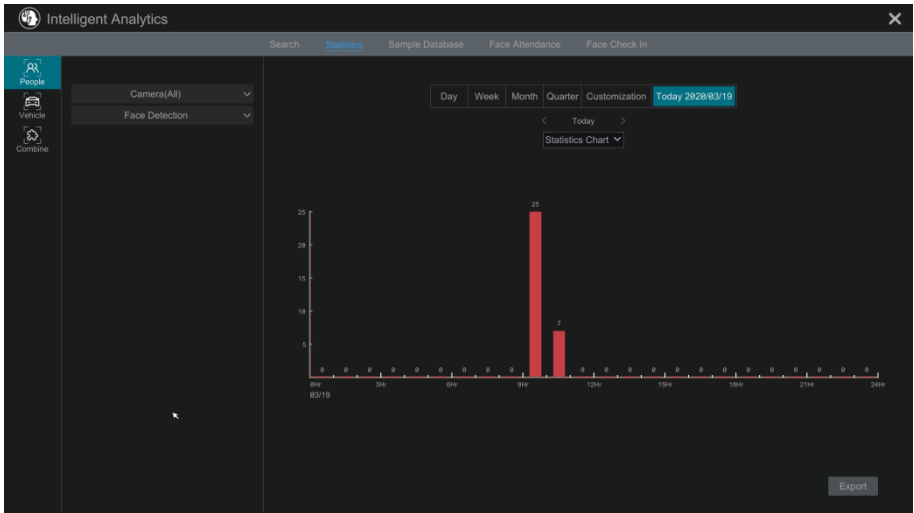 Intelligent Analytics
Search Statistics Sample Database Face Attendance Face Check In
People
Vehicle
Combine
Camera(All)
Face Detection
Day Week Month Quarter Customization Today 2020/03/19
< Today >
Statistics Chart
25
20
15
10
5
0 0 0 0 0 0 0 0 0 25 7 0 0 0 0 0 0 0 0 0 0 0 0 0
0Hr 3Hr 6Hr 9Hr 12Hr 15Hr 18Hr 21Hr 24Hr
03/19
Export